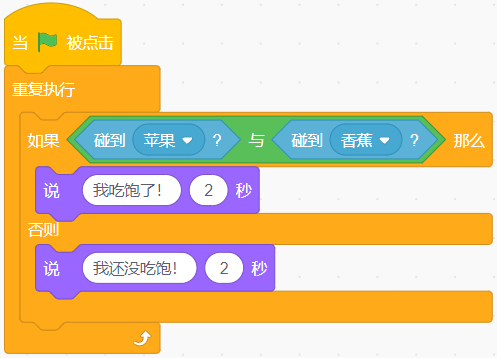 当 被点击
重复执行
如果 碰到 苹果 ? 与 碰到 香蕉 ? 那么
说 我吃饱了! 2 秒
否则
说 我还没吃饱! 2 秒